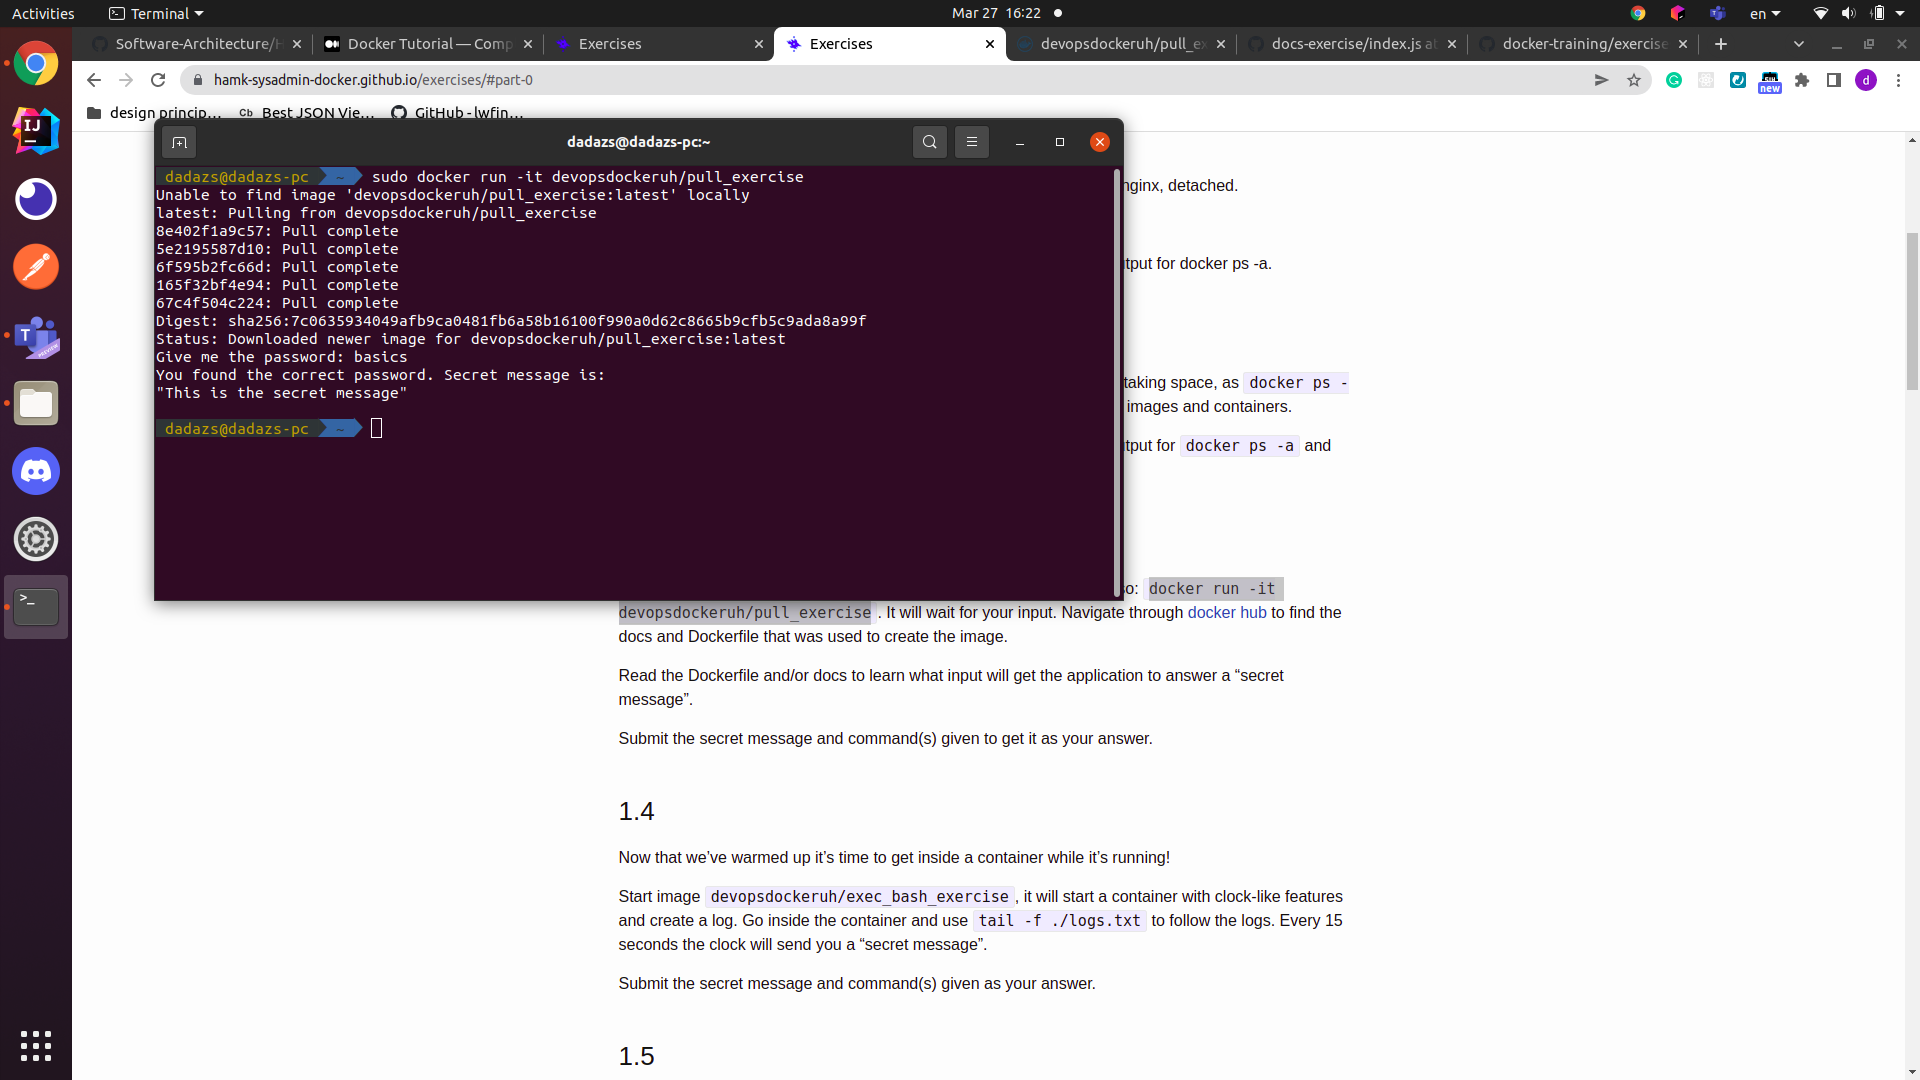 Activities
Terminal
Mar 27 16:22
en
Software-Architecture/H
Docker Tutorial — Comp
Exercises
Exercises
devopsdockeruh/pull_ex
docs-exercise/index.js at
docker-training/exercise
hamk-sysadmin-docker.github.io/exercises/#part-0
new
d
design princip…
Cb Best JSON Vie…
GitHub - lwfin…
dadazs@dadazs-pc:~
dadazs@dadazs-pc ~ sudo docker run -it devopsdockeruh/pull_exercise
Unable to find image 'devopsdockeruh/pull_exercise:latest' locally
latest: Pulling from devopsdockeruh/pull_exercise
8e402f1a9c57: Pull complete
5e2195587d10: Pull complete
6f595b2fc66d: Pull complete
165f32bf4e94: Pull complete
67c4f504c224: Pull complete
Digest: sha256:7c0635934049afb9ca0481fb6a58b16100f990a0d62c8665b9cfb5c9ada8a99f
Status: Downloaded newer image for devopsdockeruh/pull_exercise:latest
Give me the password: basics
You found the correct password. Secret message is:
"This is the secret message"
dadazs@dadazs-pc ~
nginx, detached.
tput for docker ps -a.
taking space, as docker ps -
images and containers.
tput for docker ps -a and
so: docker run -it
devopsdockeruh/pull_exercise. It will wait for your input. Navigate through docker hub to find the
docs and Dockerfile that was used to create the image.
Read the Dockerfile and/or docs to learn what input will get the application to answer a “secret
message”.
Submit the secret message and command(s) given to get it as your answer.
1.4
Now that we’ve warmed up it’s time to get inside a container while it’s running!
Start image devopsdockeruh/exec_bash_exercise, it will start a container with clock-like features
and create a log. Go inside the container and use tail -f ./logs.txt to follow the logs. Every 15
seconds the clock will send you a “secret message”.
Submit the secret message and command(s) given as your answer.
1.5